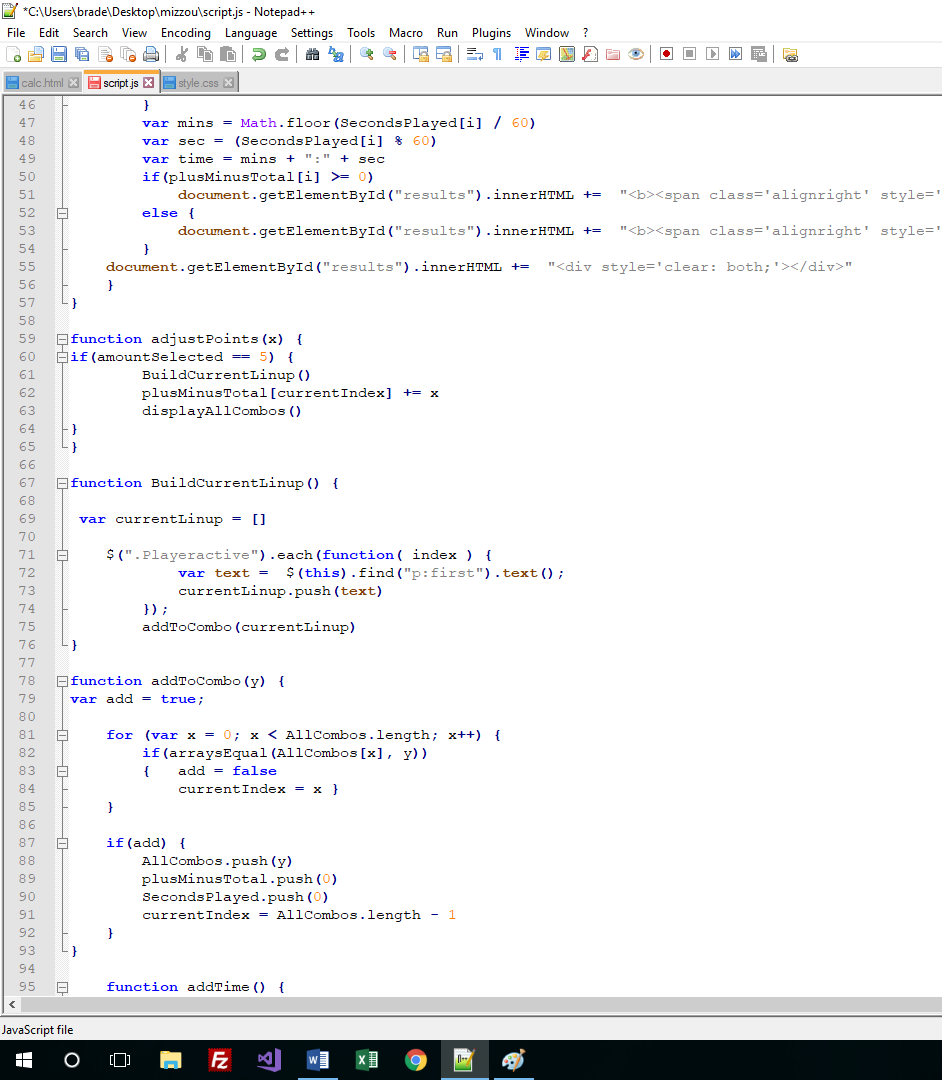 *C:\Users\brade\Desktop\mizzou\script.js - Notepad++
File Edit Search View Encoding Language Settings Tools Macro Run Plugins Window ?
calc.html script.js style.css
46 }
47 var mins = Math.floor(SecondsPlayed[i] / 60)
48 var sec = (SecondsPlayed[i] % 60)
49 var time = mins + ":" + sec
50 if(plusMinusTotal[i] >= 0)
51 document.getElementById("results").innerHTML += "<b><span class='alignright' style='
52 else {
53 document.getElementById("results").innerHTML += "<b><span class='alignright' style='
54 }
55 document.getElementById("results").innerHTML += "<div style='clear: both;'></div>"
56 }
57 }
58
59 function adjustPoints(x) {
60 if(amountSelected == 5) {
61 BuildCurrentLinup()
62 plusMinusTotal[currentIndex] += x
63 displayAllCombos()
64 }
65 }
66
67 function BuildCurrentLinup() {
68
69 var currentLinup = []
70
71 $(".Playeractive").each(function( index ) {
72 var text = $(this).find("p:first").text();
73 currentLinup.push(text)
74 });
75 addToCombo(currentLinup)
76 }
77
78 function addToCombo(y) {
79 var add = true;
80
81 for (var x = 0; x < AllCombos.length; x++) {
82 if(arraysEqual(AllCombos[x], y))
83 { add = false
84 currentIndex = x }
85 }
86
87 if(add) {
88 AllCombos.push(y)
89 plusMinusTotal.push(0)
90 SecondsPlayed.push(0)
91 currentIndex = AllCombos.length - 1
92 }
93 }
94
95 function addTime() {
JavaScript file